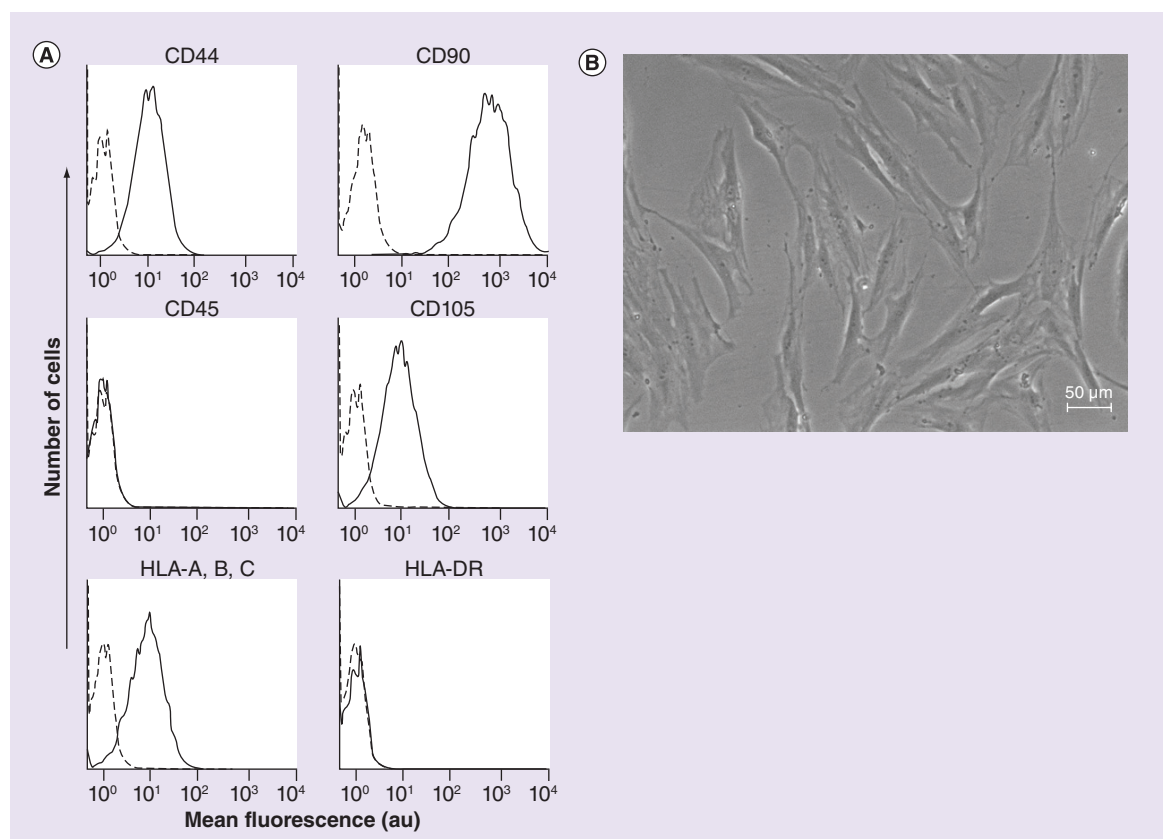 A
CD44
CD90
10⁰ 10¹ 10² 10³ 10⁴
10⁰ 10¹ 10² 10³ 10⁴
CD45
CD105
10⁰ 10¹ 10² 10³ 10⁴
10⁰ 10¹ 10² 10³ 10⁴
HLA-A, B, C
HLA-DR
10⁰ 10¹ 10² 10³ 10⁴
10⁰ 10¹ 10² 10³ 10⁴
Number of cells
Mean fluorescence (au)
B
50 µm